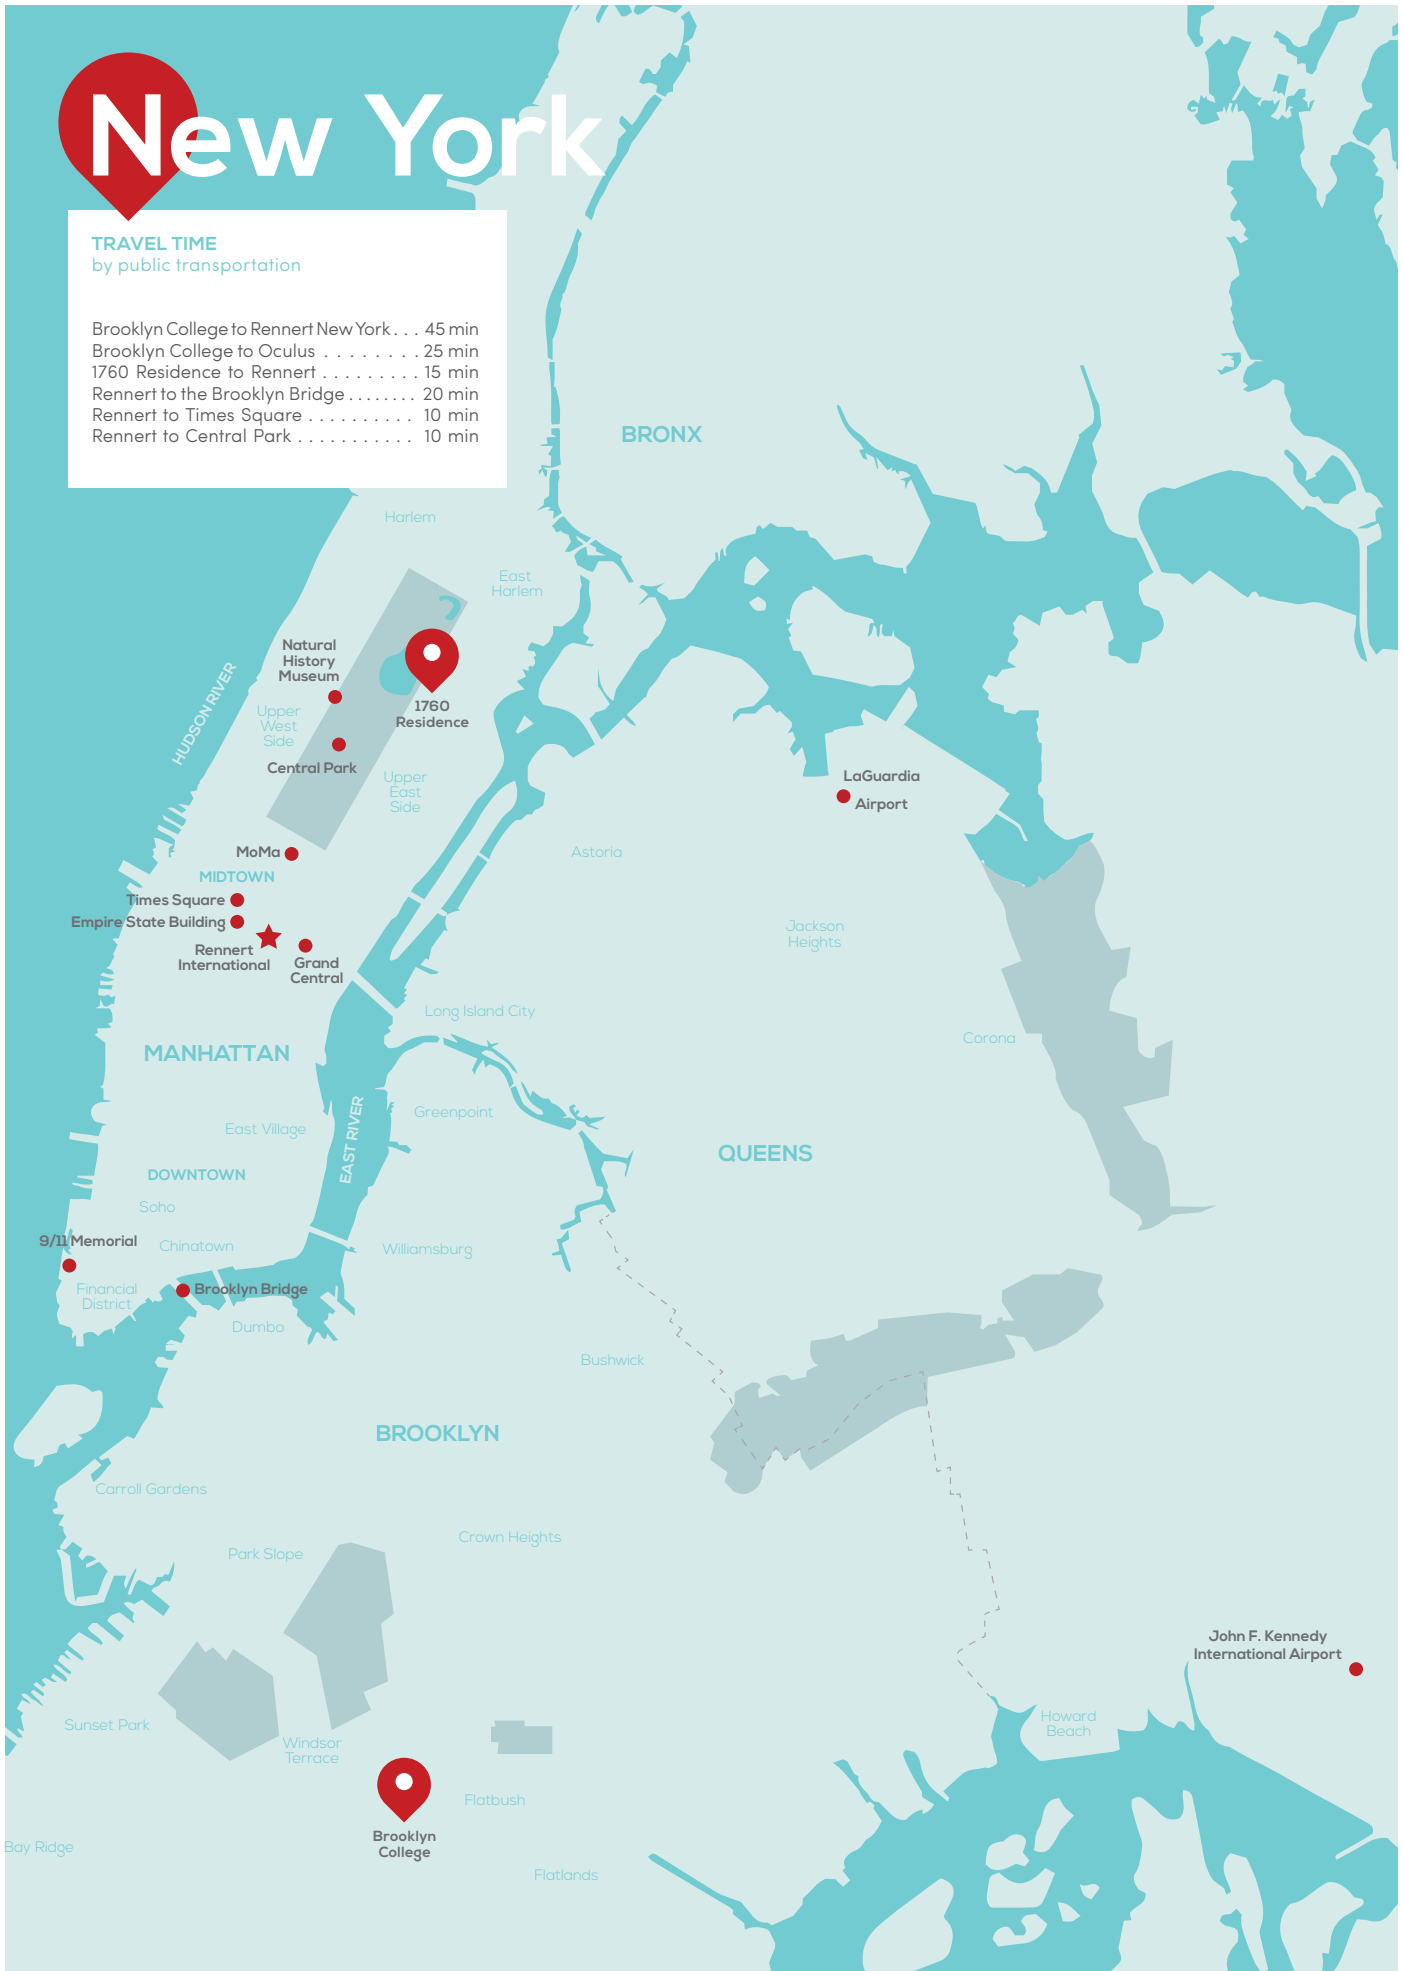 New York
TRAVEL TIME
by public transportation
Brooklyn College to Rennert New York . . . 45 min
Brooklyn College to Oculus . . . . . . . . 25 min
1760 Residence to Rennert . . . . . . . . . 15 min
Rennert to the Brooklyn Bridge . . . . . . . . 20 min
Rennert to Times Square . . . . . . . . . . 10 min
Rennert to Central Park . . . . . . . . . . . 10 min
BRONX
Harlem
East
Harlem
Natural
History
Museum
HUDSON RIVER
1760
Residence
Upper
West
Side
Central Park
Upper
East
Side
LaGuardia
Airport
MoMa
Astoria
MIDTOWN
Times Square
Empire State Building
Jackson
Heights
Rennert
International
Grand
Central
Long Island City
Corona
MANHATTAN
Greenpoint
East Village
EAST RIVER
QUEENS
DOWNTOWN
Soho
9/11 Memorial
Chinatown
Williamsburg
Financial
District
Brooklyn Bridge
Dumbo
Bushwick
BROOKLYN
Carroll Gardens
Crown Heights
Park Slope
John F. Kennedy
International Airport
Howard
Beach
Sunset Park
Windsor
Terrace
Flatbush
Brooklyn
College
Bay Ridge
Flatlands